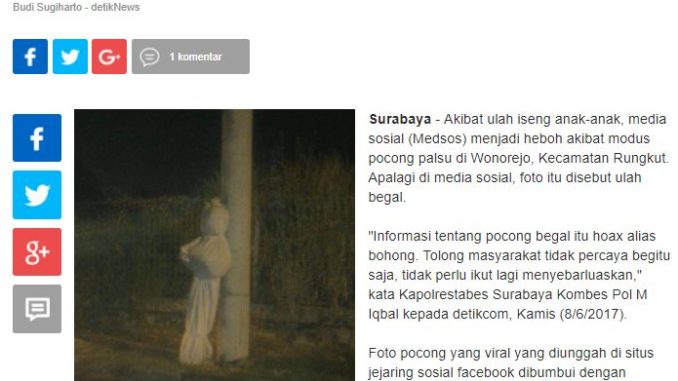 Budi Sugiharto - detikNews
1 komentar
Surabaya - Akibat ulah iseng anak-anak, media
sosial (Medsos) menjadi heboh akibat modus
pocong palsu di Wonorejo, Kecamatan Rungkut.
Apalagi di media sosial, foto itu disebut ulah
begal.
"Informasi tentang pocong begal itu hoax alias
bohong. Tolong masyarakat tidak percaya begitu
saja, tidak perlu ikut lagi menyebarluaskan,"
kata Kapolrestabes Surabaya Kombes Pol M
Iqbal kepada detikcom, Kamis (8/6/2017).
Foto pocong yang viral yang diunggah di situs
jejaring sosial facebook dibumbui dengan